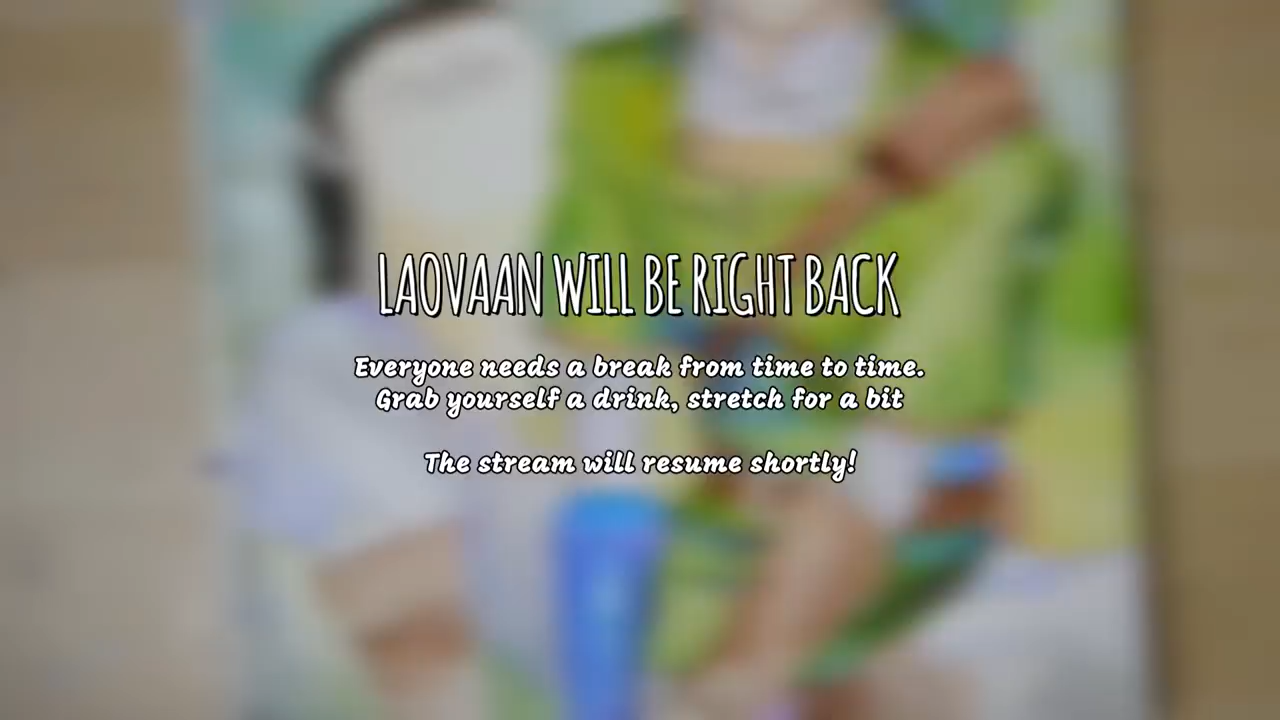 LAOVAAN WILL BE RIGHT BACK
Everyone needs a break from time to time.
Grab yourself a drink, stretch for a bit
The stream will resume shortly!